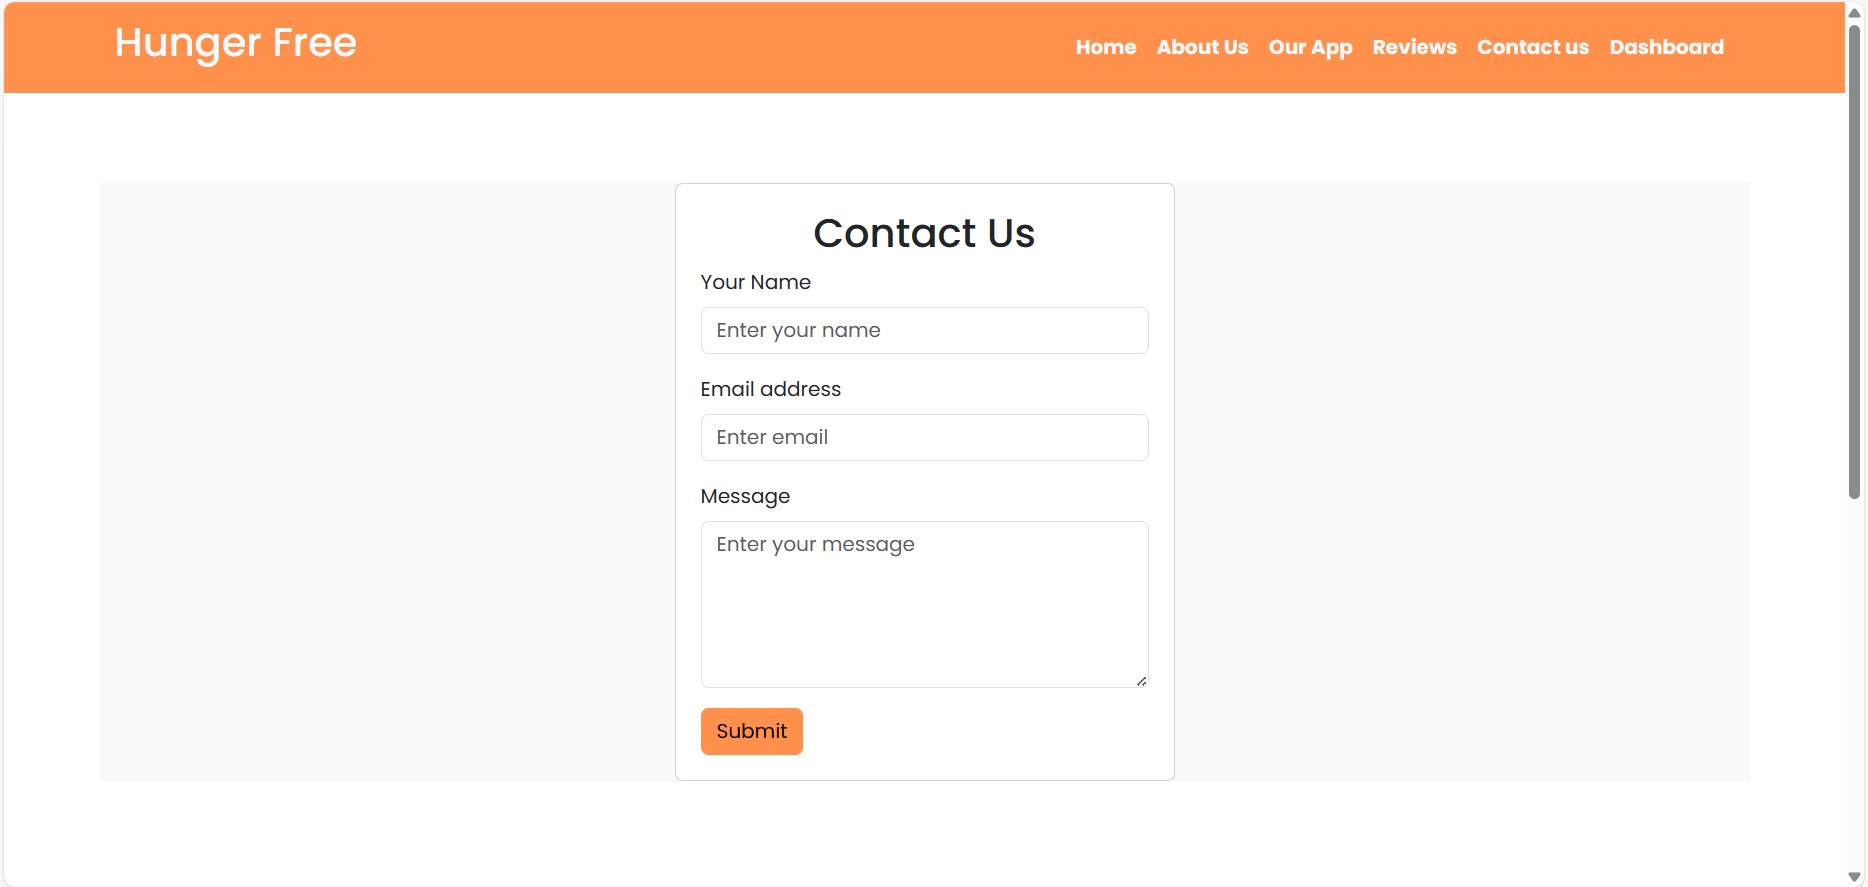 Hunger Free
Home About Us Our App Reviews Contact us Dashboard
Contact Us
Your Name
Enter your name
Email address
Enter email
Message
Enter your message
Submit